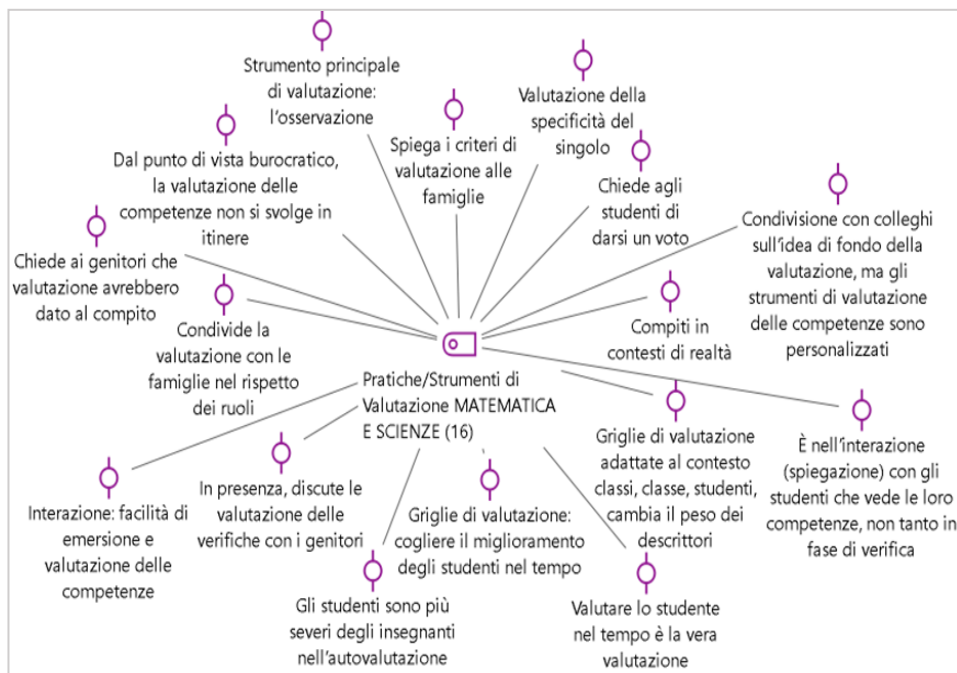 Strumento principale
di valutazione:
l'osservazione
Valutazione della
specificità del
singolo
Spiega i criteri di
valutazione alle
famiglie
Dal punto di vista burocratico,
la valutazione delle
competenze non si svolge in
itinere
Chiede agli
studenti di
darsi un voto
Condivisione con colleghi
sull'idea di fondo della
valutazione, ma gli
strumenti di valutazione
delle competenze sono
personalizzati
Chiede ai genitori che
valutazione avrebbero
dato al compito
Condivide la
valutazione con le
famiglie nel rispetto
dei ruoli
Compiti in
contesti di realtà
Pratiche/Strumenti di
Valutazione MATEMATICA
E SCIENZE (16)
Griglie di valutazione
adattate al contesto
classi, classe, studenti,
cambia il peso dei
descrittori
È nell'interazione
(spiegazione) con gli
studenti che vede le loro
competenze, non tanto in
fase di verifica
Interazione: facilità di
emersione e
valutazione delle
competenze
In presenza, discute le
valutazione delle
verifiche con i genitori
Griglie di valutazione:
cogliere il miglioramento
degli studenti nel tempo
Gli studenti sono più
severi degli insegnanti
nell'autovalutazione
Valutare lo studente
nel tempo è la vera
valutazione